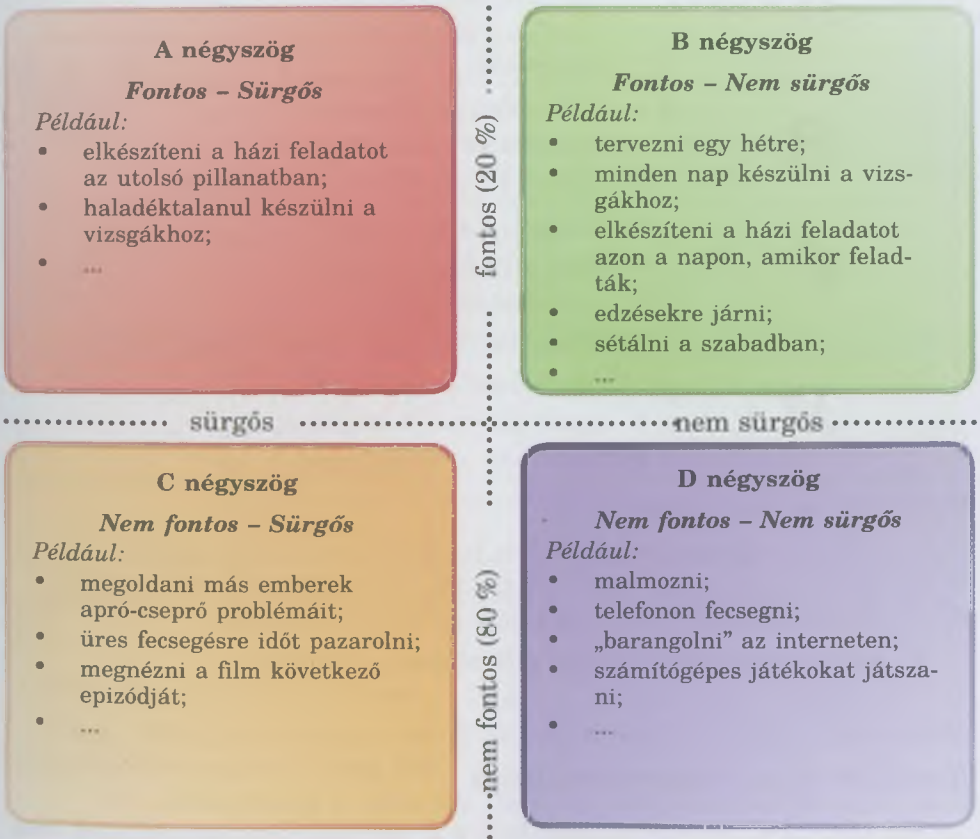 A négyszög
Fontos – Sürgős
Például:
• elkészíteni a házi feladatot
az utolsó pillanatban;
• haladéktalanul készülni a
vizsgákhoz;
• ...
fontos (20 %)
B négyszög
Fontos – Nem sürgős
Például:
• tervezni egy hétre;
• minden nap készülni a vizs-
gákhoz;
• elkészíteni a házi feladatot
azon a napon, amikor felad-
ták;
• edzésekre járni;
• sétálni a szabadban;
• ...
sürgős
nem sürgős
C négyszög
Nem fontos – Sürgős
Például:
• megoldani más emberek
apró-cseprő problémáit;
• üres fecsegésre időt pazarolni;
• megnézni a film következő
epizódját;
• ...
nem fontos (80 %)
D négyszög
Nem fontos – Nem sürgős
Például:
• malmozni;
• telefonon fecsegni;
• „barangolni” az interneten;
• számítógépes játékokat játsza-
ni;
• ...